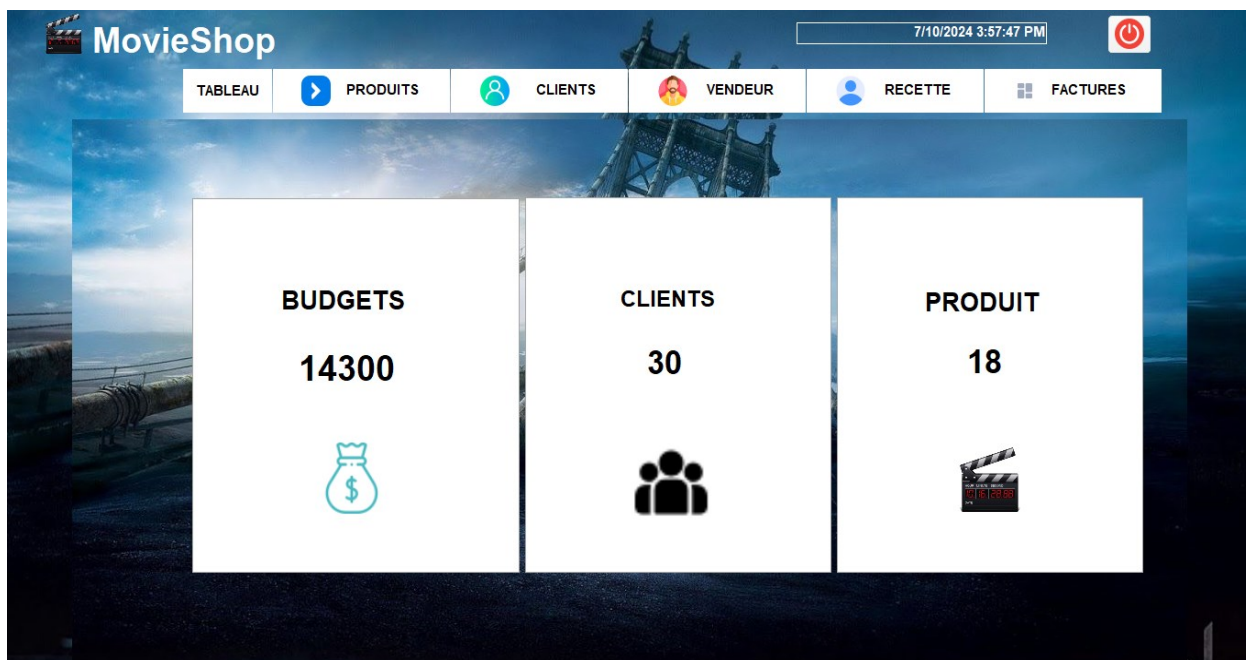 MovieShop
7/10/2024 3:57:47 PM
TABLEAU PRODUITS CLIENTS VENDEUR RECETTE FACTURES
BUDGETS CLIENTS PRODUIT
14300 30 18
$